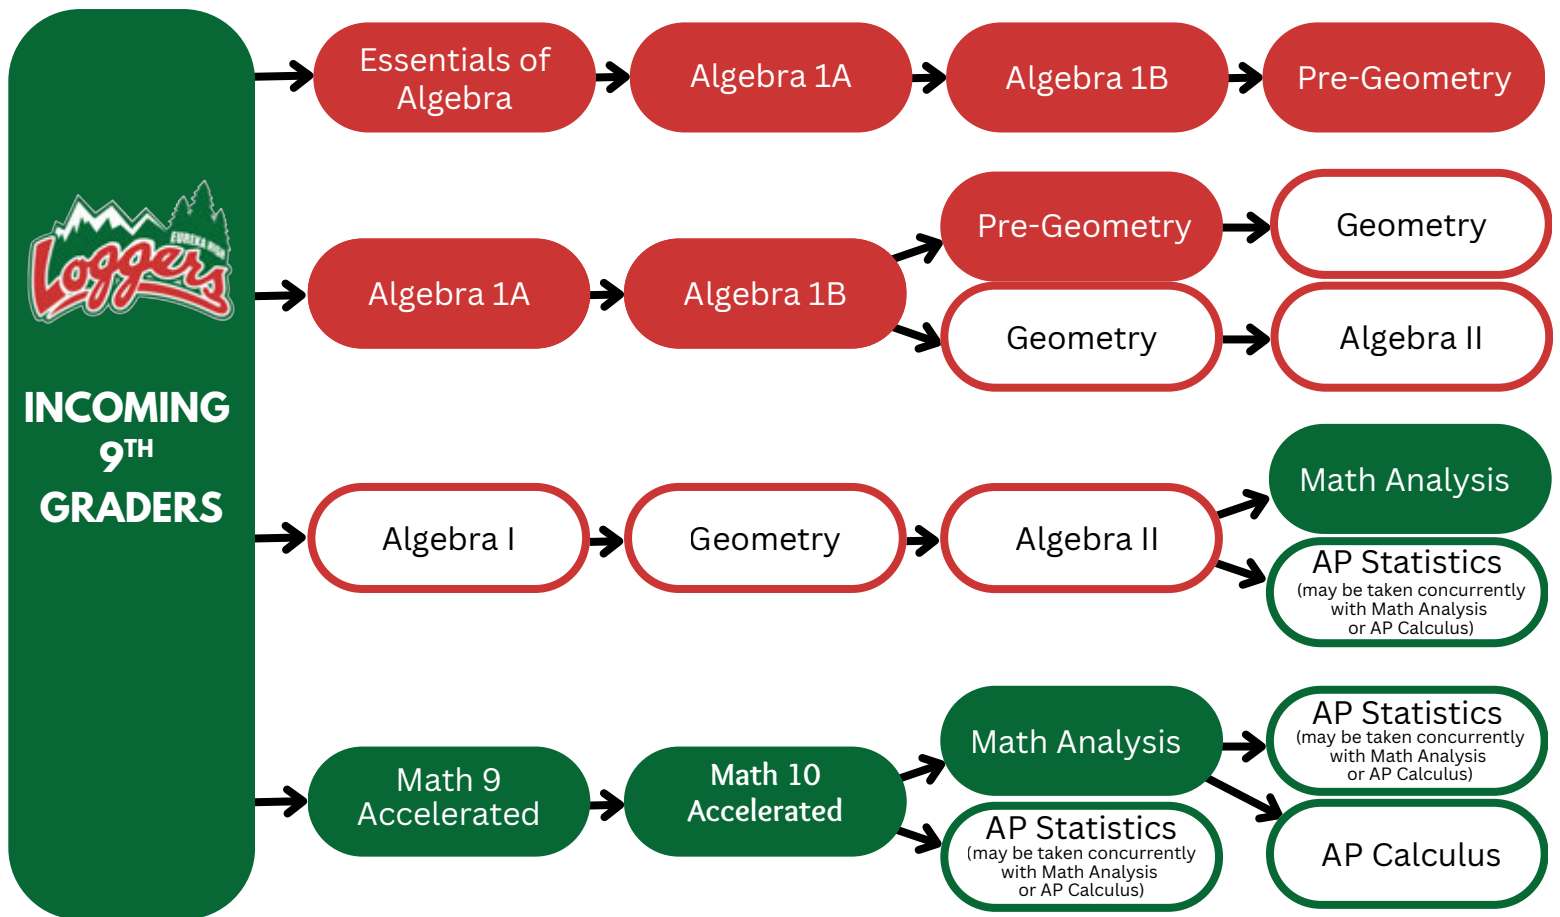 Essentials of
Algebra
Algebra 1A
Algebra 1B
Pre-Geometry
EUREKA HIGH
Loggers
INCOMING
9TH
GRADERS
Algebra 1A
Algebra 1B
Pre-Geometry
Geometry
Geometry
Algebra II
Algebra I
Geometry
Algebra II
Math Analysis
AP Statistics
(may be taken concurrently
with Math Analysis
or AP Calculus)
Math 9
Accelerated
Math 10
Accelerated
Math Analysis
AP Statistics
(may be taken concurrently
with Math Analysis
or AP Calculus)
AP Statistics
(may be taken concurrently
with Math Analysis
or AP Calculus)
AP Calculus